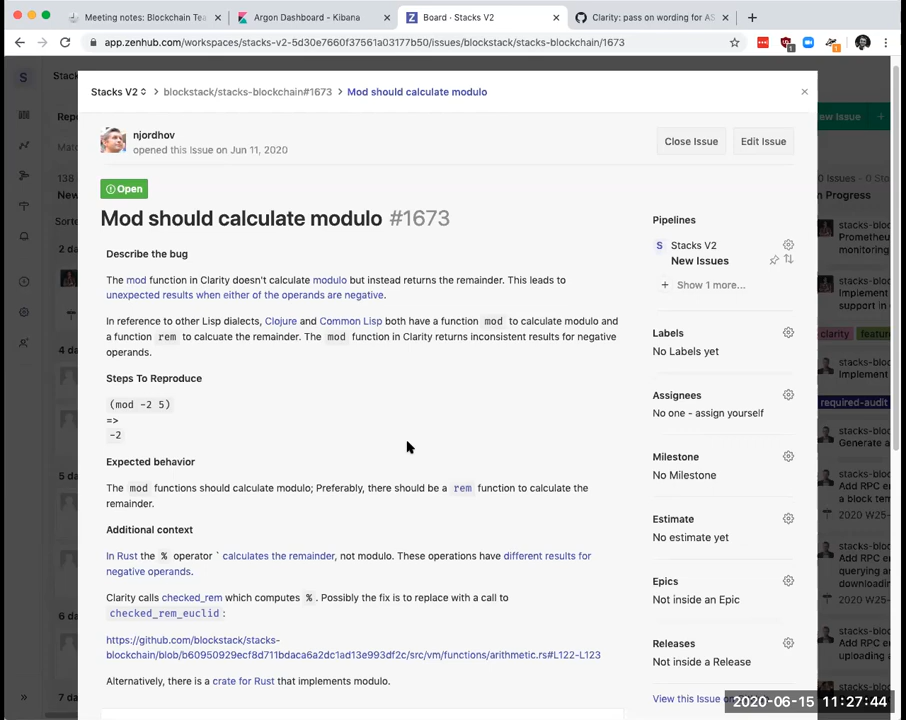 Meeting notes: Blockchain Tea
Argon Dashboard - Kibana
Board · Stacks V2
Clarity: pass on wording for AS
app.zenhub.com/workspaces/stacks-v2-5d30e7660f37561a03177b50/issues/blockstack/stacks-blockchain/1673
Stacks V2
blockstack/stacks-blockchain#1673
Mod should calculate modulo
njordhov
opened this Issue on Jun 11, 2020
Close Issue
Edit Issue
Open
Mod should calculate modulo #1673
Describe the bug
The mod function in Clarity doesn't calculate modulo but instead returns the remainder. This leads to
unexpected results when either of the operands are negative.
In reference to other Lisp dialects, Clojure and Common Lisp both have a function mod to calculate modulo and
a function rem to calcuate the remainder. The mod function in Clarity returns inconsistent results for negative
operands.
Steps To Reproduce
(mod -2 5)
=>
-2
Expected behavior
The mod functions should calculate modulo; Preferably, there should be a rem function to calculate the
remainder.
Additional context
In Rust the % operator ` calculates the remainder, not modulo. These operations have different results for
negative operands.
Clarity calls checked_rem which computes %. Possibly the fix is to replace with a call to
checked_rem_euclid :
https://github.com/blockstack/stacks-
blockchain/blob/b60950929ecf8d711bdaca6a2dc1ad13e993df2c/src/vm/functions/arithmetic.rs#L122-L123
Alternatively, there is a crate for Rust that implements modulo.
Pipelines
S Stacks V2
New Issues
+ Show 1 more...
Labels
No Labels yet
Assignees
No one - assign yourself
Milestone
No Milestone
Estimate
No estimate yet
Epics
Not inside an Epic
Releases
Not inside a Release
View this Issue on
2020-06-15 11:27:44